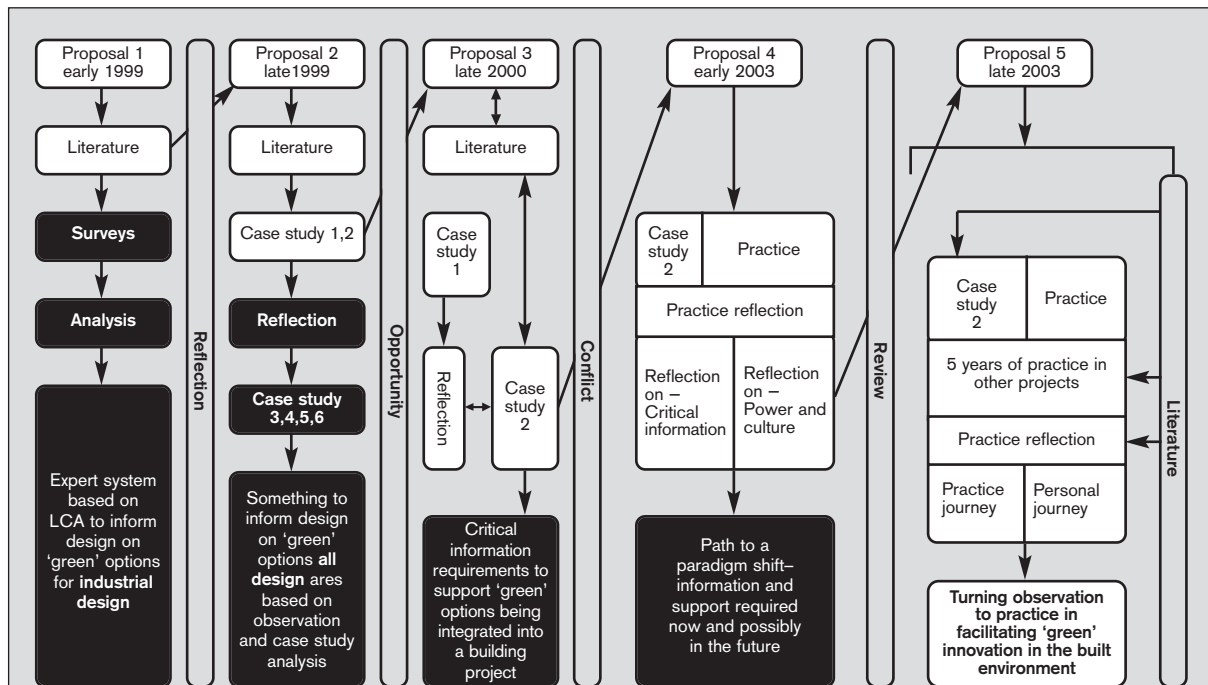 Proposal 1
early 1999
Literature
Surveys
Analysis
Expert system
based on
LCA to inform
design on
‘green’ options
for industrial
design
Reflection
Proposal 2
late1999
Literature
Case study 1,2
Reflection
Case study
3,4,5,6
Something to
inform design
on ‘green’
options all
design ares
based on
observation
and case study
analysis
Opportunity
Proposal 3
late 2000
Literature
Case
study
1
Reflection
Case
study
2
Critical
information
requirements to
support ‘green’
options being
integrated into
a building
project
Conflict
Proposal 4
early 2003
Case
study
2
Practice
Practice reflection
Reflection
on –
Critical
information
Reflection
on –
Power and
culture
Path to a
paradigm shift–
information and
support required
now and possibly
in the future
Review
Proposal 5
late 2003
Case
study
2
Practice
5 years of practice in
other projects
Practice reflection
Practice
journey
Personal
journey
Turning observation
to practice in
facilitating ‘green’
innovation in the built
environment
Literature